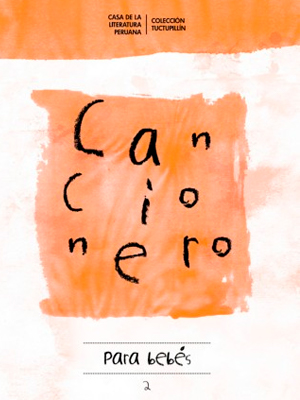 CASA DE LA
LITERATURA
PERUANA
COLECCIÓN
TUCTUPILLÍN
Can
cio
nero
para bebés
2